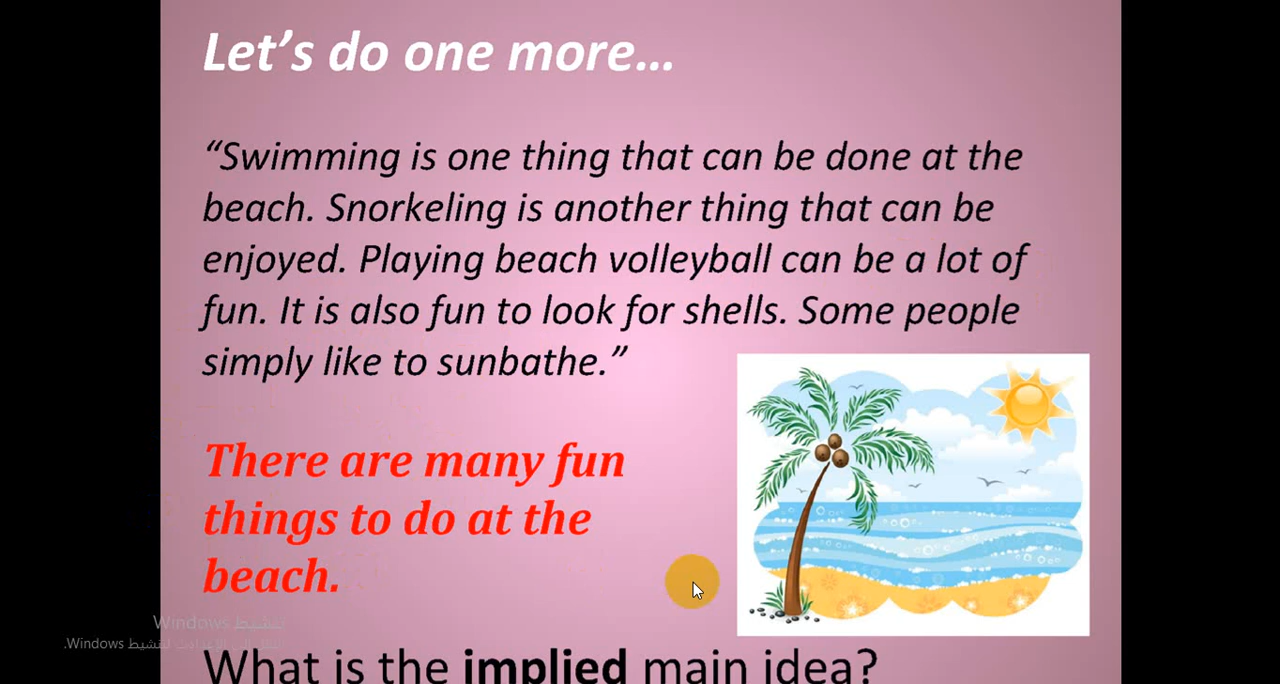 Let’s do one more...
“Swimming is one thing that can be done at the
beach. Snorkeling is another thing that can be
enjoyed. Playing beach volleyball can be a lot of
fun. It is also fun to look for shells. Some people
simply like to sunbathe.”
There are many fun
things to do at the
beach.
تنشيط Windows
لتنشيط Windows.
What is the implied main idea?